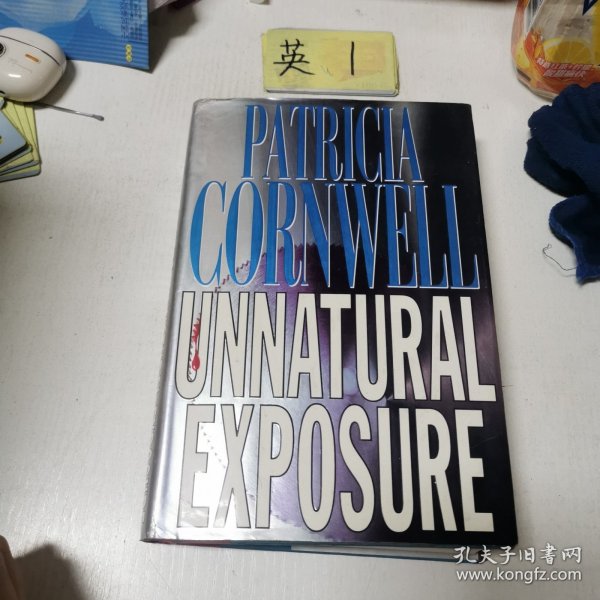 英 1
PATRICIA
CORNWELL
UNNATURAL
EXPOSURE
孔夫子旧书网
www.kongfz.com